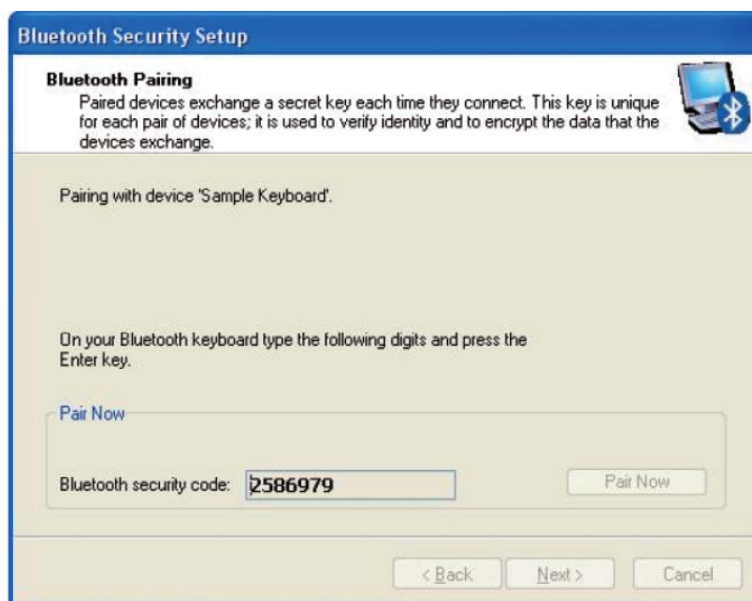 Bluetooth Security Setup
Bluetooth Pairing
Paired devices exchange a secret key each time they connect. This key is unique
for each pair of devices; it is used to verify identity and to encrypt the data that the
devices exchange.
Pairing with device 'Sample Keyboard'.
On your Bluetooth keyboard type the following digits and press the
Enter key.
Pair Now
Bluetooth security code: 2586979 Pair Now
< Back Next > Cancel